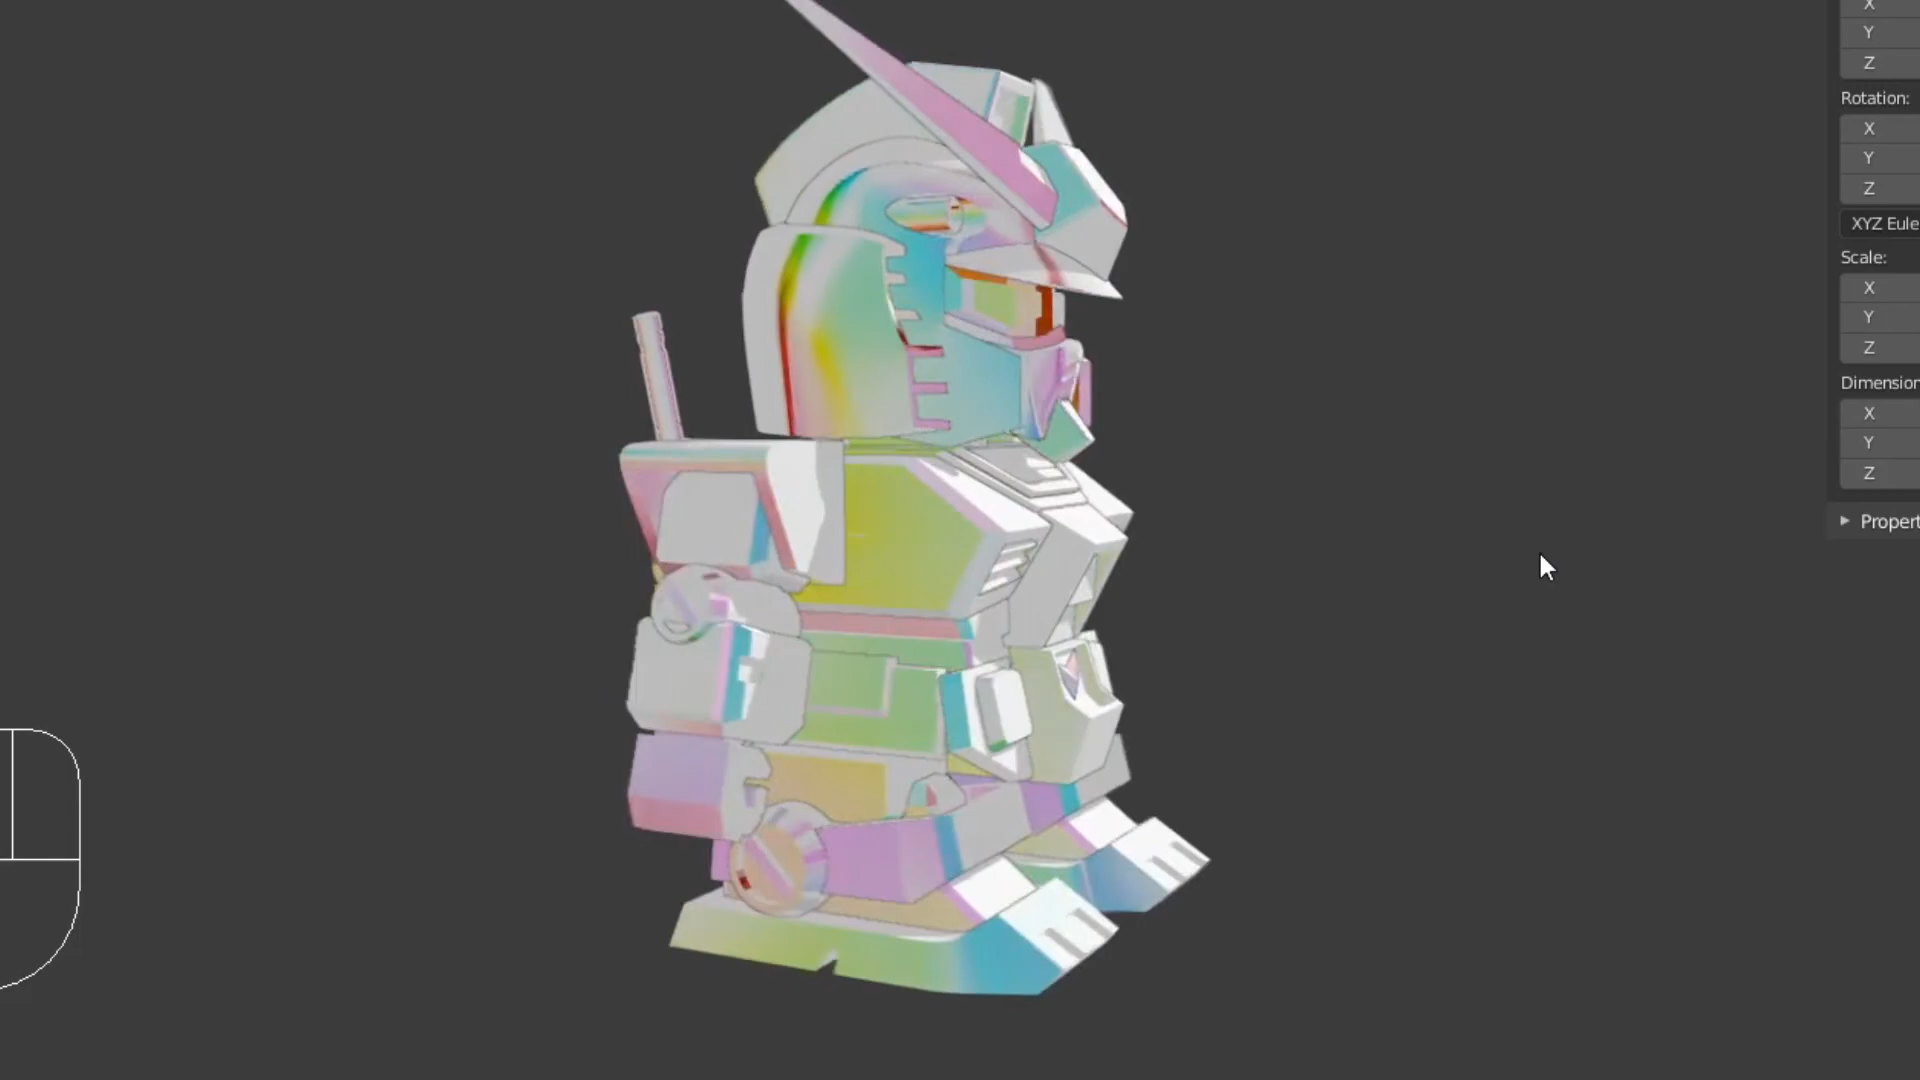 X
Y
Z
Rotation:
X
Y
Z
XYZ Eule
Scale:
X
Y
Z
Dimension
X
Y
Z
Propert